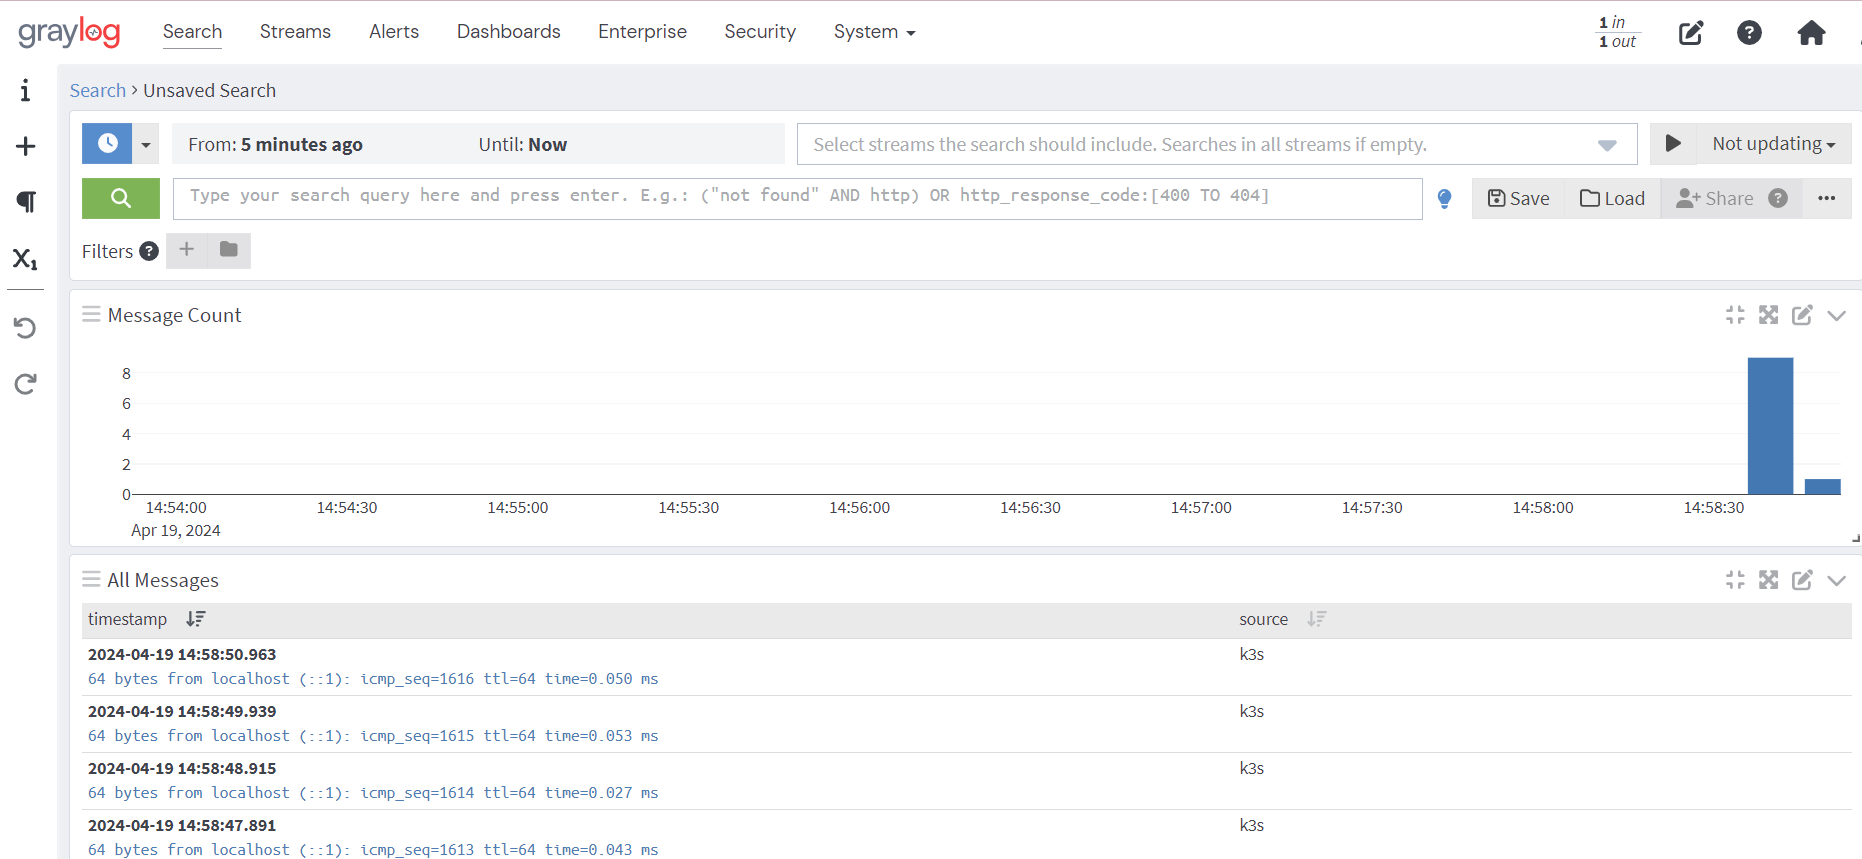 graylog Search Streams Alerts Dashboards Enterprise Security System 1 in
1 out
Search > Unsaved Search
From: 5 minutes ago Until: Now Select streams the search should include. Searches in all streams if empty. Not updating
Type your search query here and press enter. E.g.: ("not found" AND http) OR http_response_code:[400 TO 404] Save Load Share
Filters
Message Count
8
6
4
2
0
14:54:00 14:54:30 14:55:00 14:55:30 14:56:00 14:56:30 14:57:00 14:57:30 14:58:00 14:58:30
Apr 19, 2024
All Messages
timestamp source
2024-04-19 14:58:50.963 k3s
64 bytes from localhost (::1): icmp_seq=1616 ttl=64 time=0.050 ms
2024-04-19 14:58:49.939 k3s
64 bytes from localhost (::1): icmp_seq=1615 ttl=64 time=0.053 ms
2024-04-19 14:58:48.915 k3s
64 bytes from localhost (::1): icmp_seq=1614 ttl=64 time=0.027 ms
2024-04-19 14:58:47.891 k3s
64 bytes from localhost (::1): icmp_seq=1613 ttl=64 time=0.043 ms